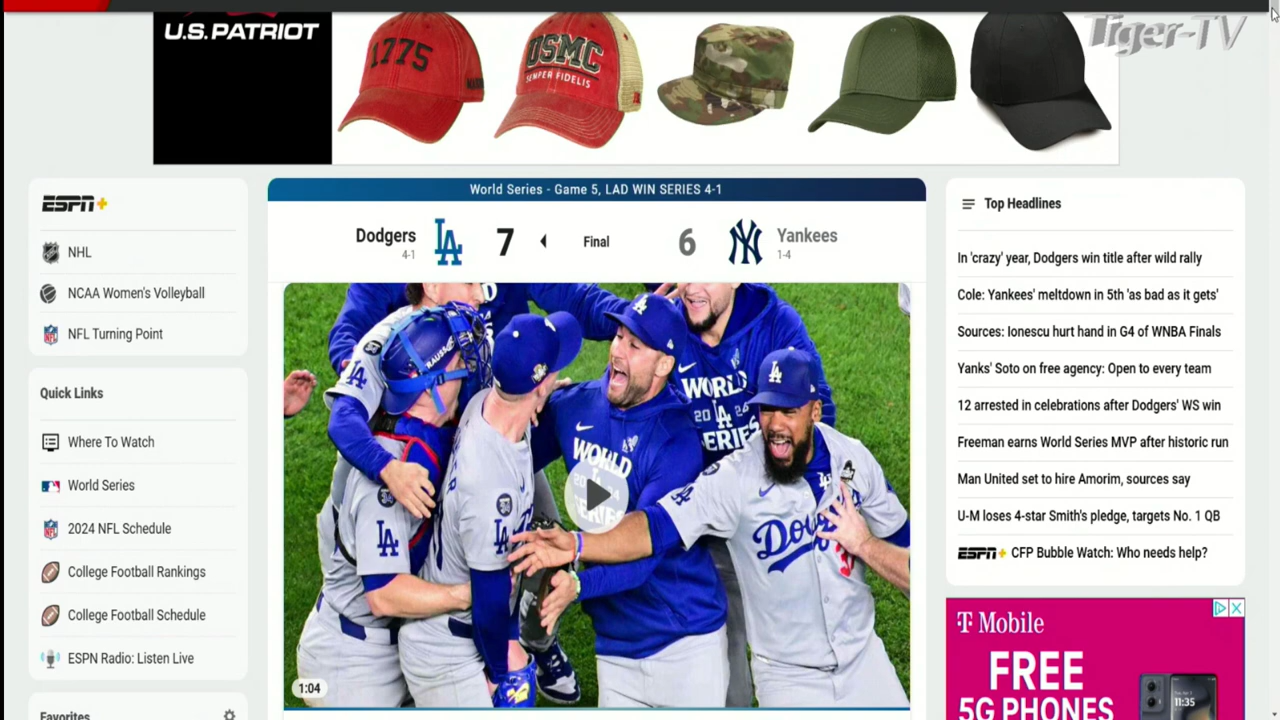 U.S. PATRIOT
1775
USMC
SEMPER FIDELIS
Tiger-TV
ESPN+
NHL
NCAA Women's Volleyball
NFL Turning Point
Quick Links
Where To Watch
World Series
2024 NFL Schedule
College Football Rankings
College Football Schedule
ESPN Radio: Listen Live
Favorites
World Series - Game 5, LAD WIN SERIES 4-1
Dodgers
4-1
LA
7
Final
6
NY
Yankees
1-4
LA
WORLD
SERIES
WORLD
20
LA
Dodgers
1:04
Top Headlines
In 'crazy' year, Dodgers win title after wild rally
Cole: Yankees' meltdown in 5th 'as bad as it gets'
Sources: Ionescu hurt hand in G4 of WNBA Finals
Yanks' Soto on free agency: Open to every team
12 arrested in celebrations after Dodgers' WS win
Freeman earns World Series MVP after historic run
Man United set to hire Amorim, sources say
U-M loses 4-star Smith's pledge, targets No. 1 QB
ESPN+ CFP Bubble Watch: Who needs help?
T Mobile
FREE
5G PHONES
11:35